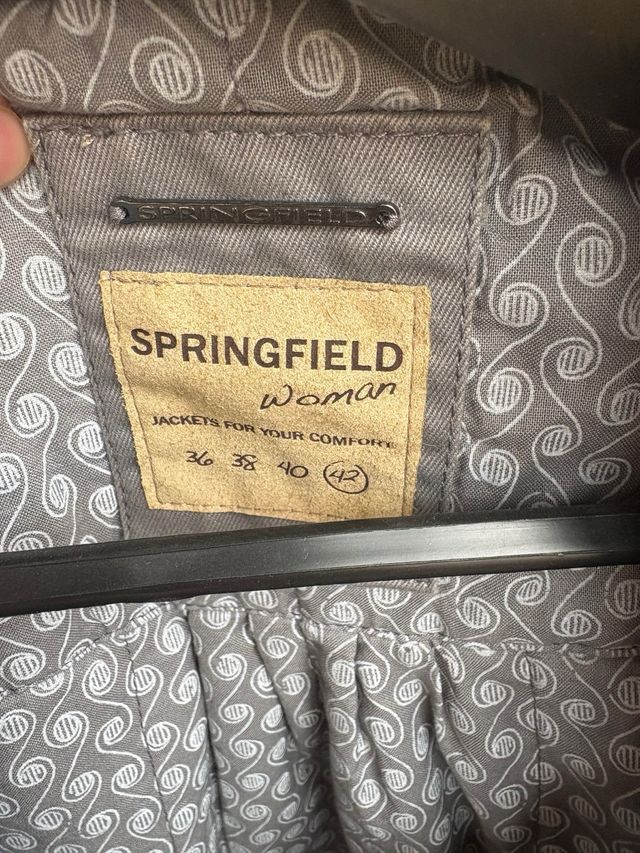 SPRINGFIELD
SPRINGFIELD
Woman
JACKETS FOR YOUR COMFORT
36 38 40 42